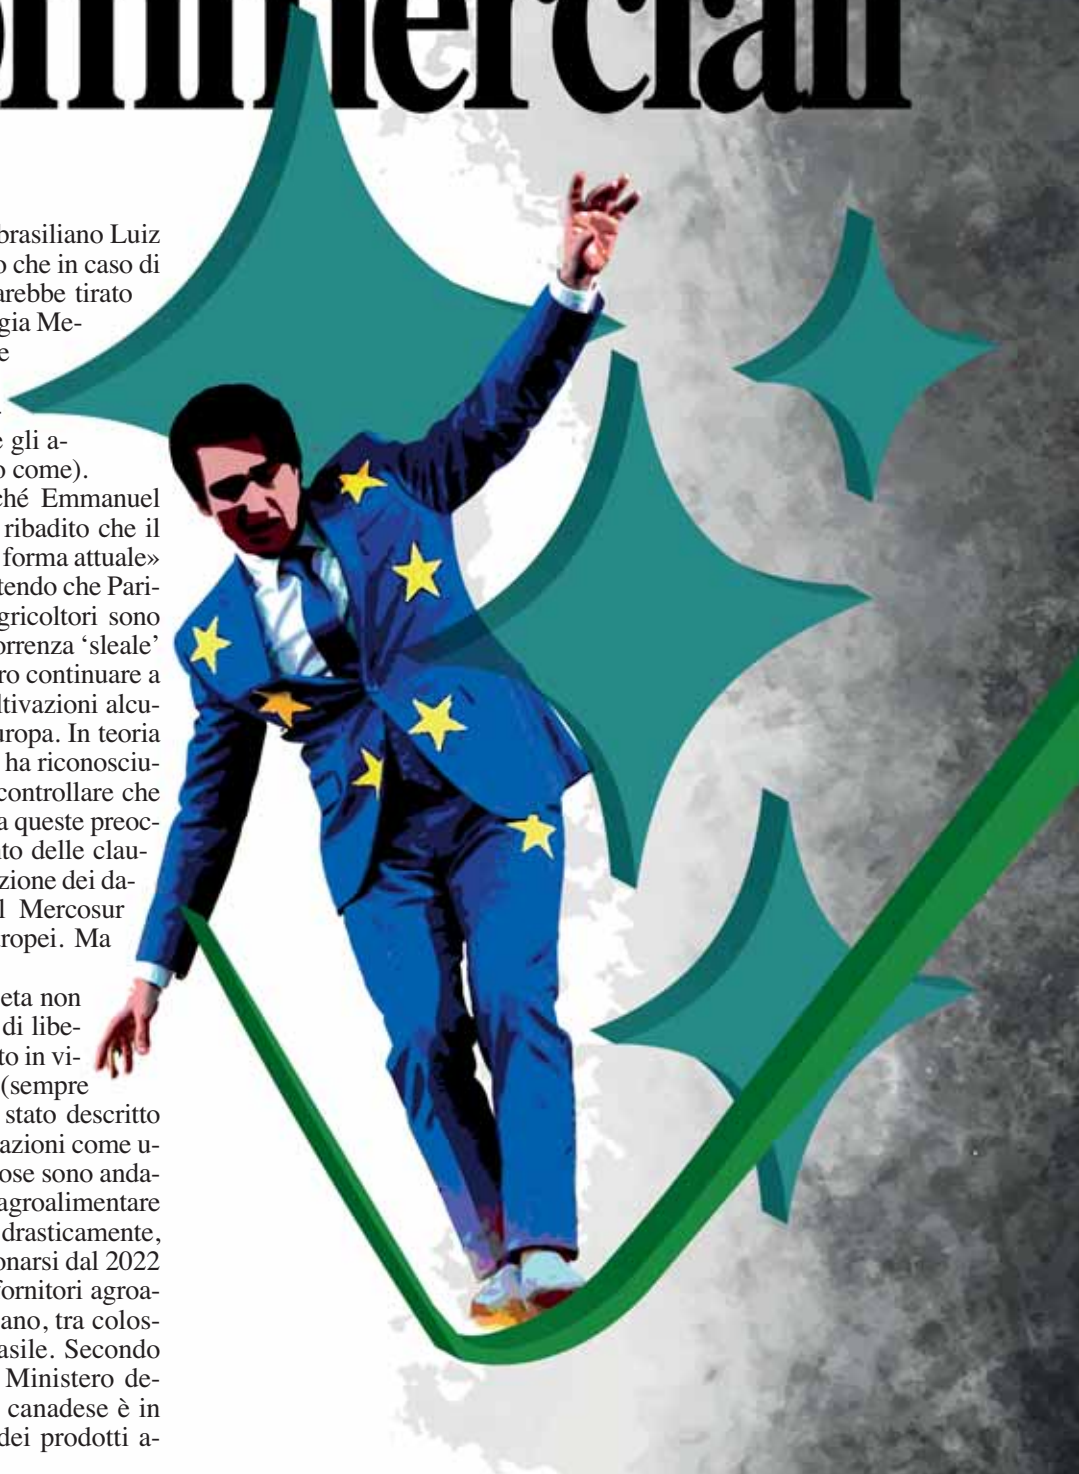 ommerciali
brasiliano Luiz
o che in caso di
arebbe tirato
gia Me-
e
e gli a-
o come).
ché Emmanuel
ribadito che il
forma attuale»
tendo che Pari-
gricoltori sono
orrenza ‘sleale’
ro continuare a
ltivazioni alcu-
uropa. In teoria
ha riconosciu-
controllare che
a queste preoc-
nto delle clau-
zione dei da-
l Mercosur
ropei. Ma
eta non
di libe-
to in vi-
(sempre
stato descritto
azioni come u-
ose sono anda-
agroalimentare
drasticamente,
onarsi dal 2022
fornitori agroa-
ano, tra colos-
asile. Secondo
Ministero de-
canadese è in
dei prodotti a-